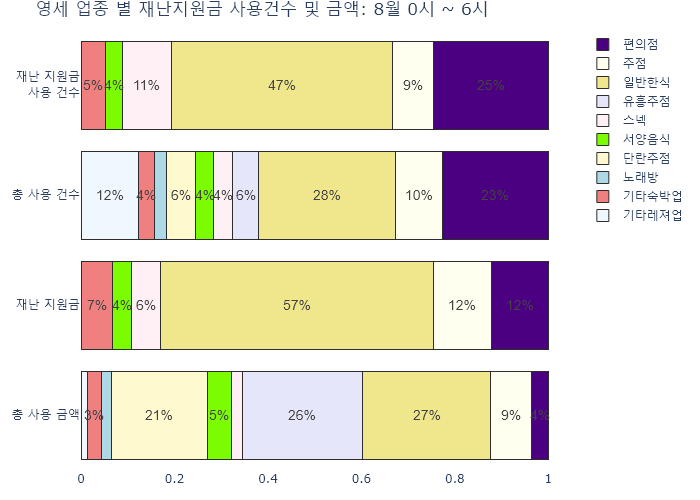 영세 업종 별 재난지원금 사용건수 및 금액: 8월 0시 ~ 6시
재난 지원금
사용 건수
5%
4%
11%
47%
9%
25%
총 사용 건수
12%
4%
6%
4%
4%
6%
28%
10%
23%
재난 지원금
7%
4%
6%
57%
12%
12%
총 사용 금액
3%
21%
5%
26%
27%
9%
4%
0
0.2
0.4
0.6
0.8
1
편의점
주점
일반한식
유흥주점
스넥
서양음식
단란주점
노래방
기타숙박업
기타레져업